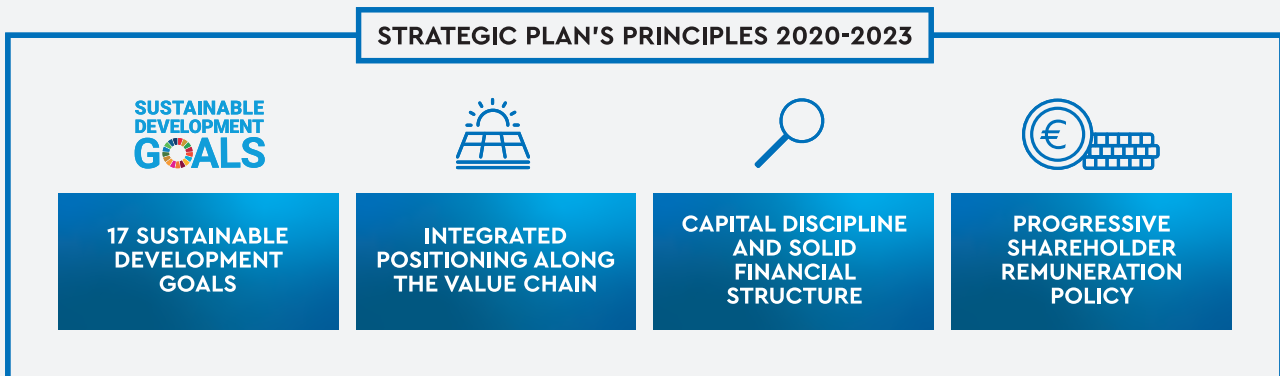 STRATEGIC PLAN'S PRINCIPLES 2020-2023
SUSTAINABLE
DEVELOPMENT
GOALS
€
17 SUSTAINABLE
DEVELOPMENT
GOALS
INTEGRATED
POSITIONING ALONG
THE VALUE CHAIN
CAPITAL DISCIPLINE
AND SOLID
FINANCIAL
STRUCTURE
PROGRESSIVE
SHAREHOLDER
REMUNERATION
POLICY